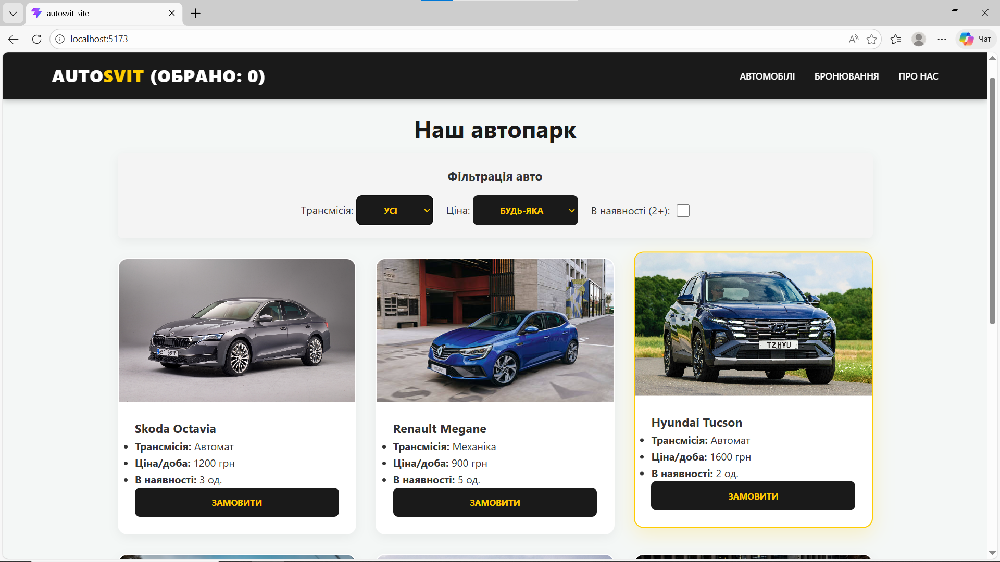 autosvit-site
localhost:5173
Чат
AUTOSVIT (ОБРАНО: 0)
АВТОМОБІЛІ БРОНЮВАННЯ ПРО НАС
Наш автопарк
Фільтрація авто
Трансмісія: УСІ Ціна: БУДЬ-ЯКА В наявності (2+):
Skoda Octavia
Трансмісія: Автомат
Ціна/доба: 1200 грн
В наявності: 3 од.
ЗАМОВИТИ
MEGANE
Renault Megane
Трансмісія: Механіка
Ціна/доба: 900 грн
В наявності: 5 од.
ЗАМОВИТИ
T2 HYU
Hyundai Tucson
Трансмісія: Автомат
Ціна/доба: 1600 грн
В наявності: 2 од.
ЗАМОВИТИ